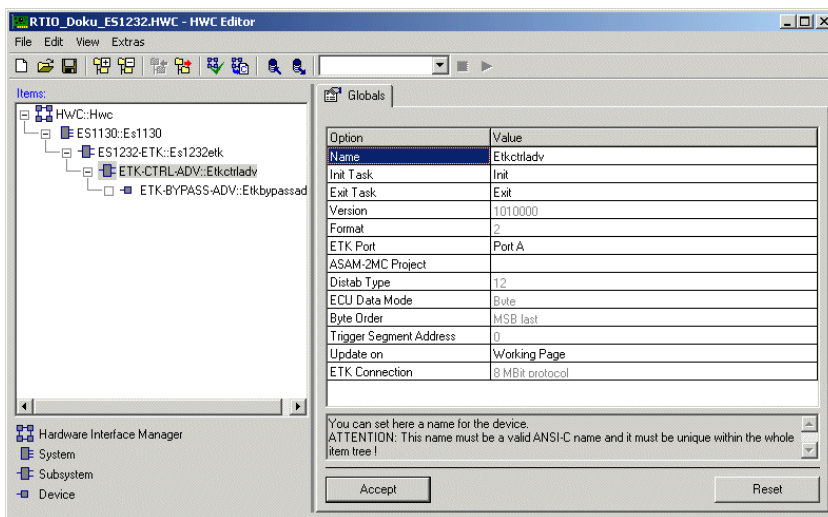 RTIO_Doku_ES1232.HWC - HWC Editor
File Edit View Extras
Items:
HWC::Hwc
ES1130::Es1130
ES1232-ETK::Es1232etk
ETK-CTRL-ADV::Etkctrladv
ETK-BYPASS-ADV::Etkbypassad
Hardware Interface Manager
System
Subsystem
Device
Globals
Option Value
Name Etkctrladv
Init Task Init
Exit Task Exit
Version 1010000
Format 2
ETK Port Port A
ASAM-2MC Project
Distab Type 12
ECU Data Mode Byte
Byte Order MSB last
Trigger Segment Address 0
Update on Working Page
ETK Connection 8 MBit protocol
You can set here a name for the device.
ATTENTION: This name must be a valid ANSI-C name and it must be unique within the whole
item tree !
Accept Reset